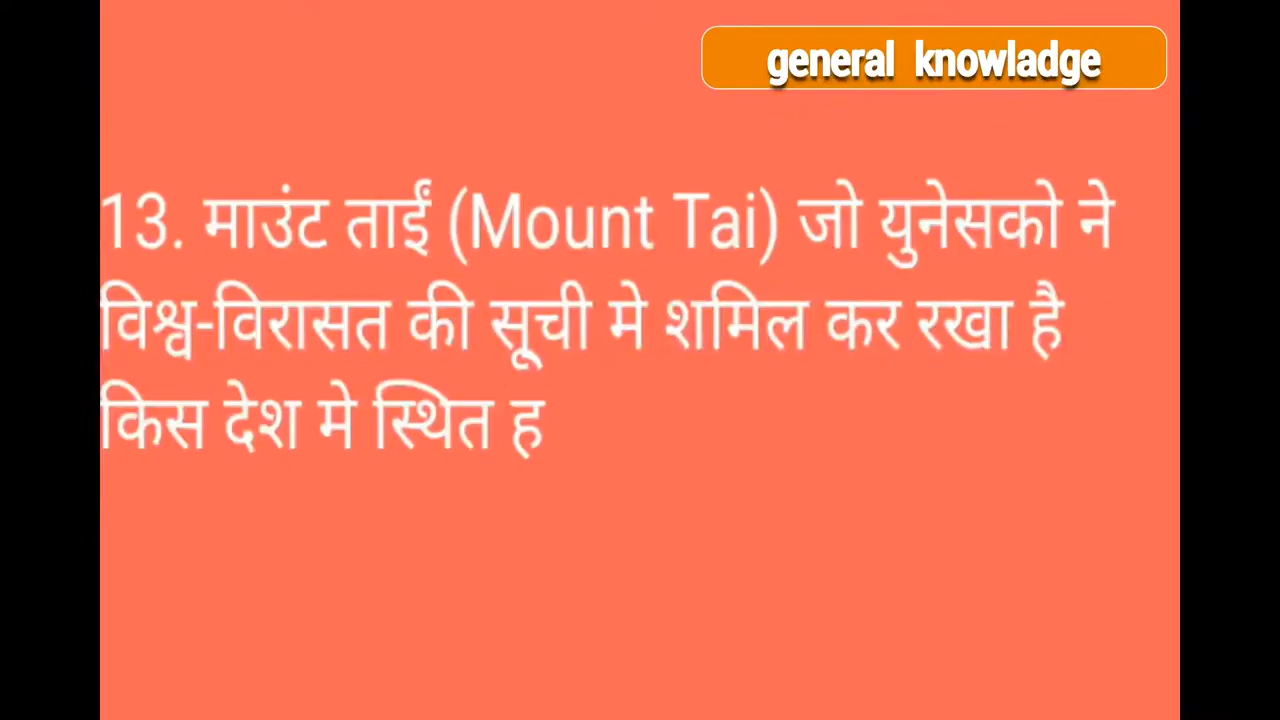 general knowladge
13. माउंट ताईं (Mount Tai) जो युनेसको ने
विश्व-विरासत की सूची मे शमिल कर रखा है
किस देश मे स्थित ह